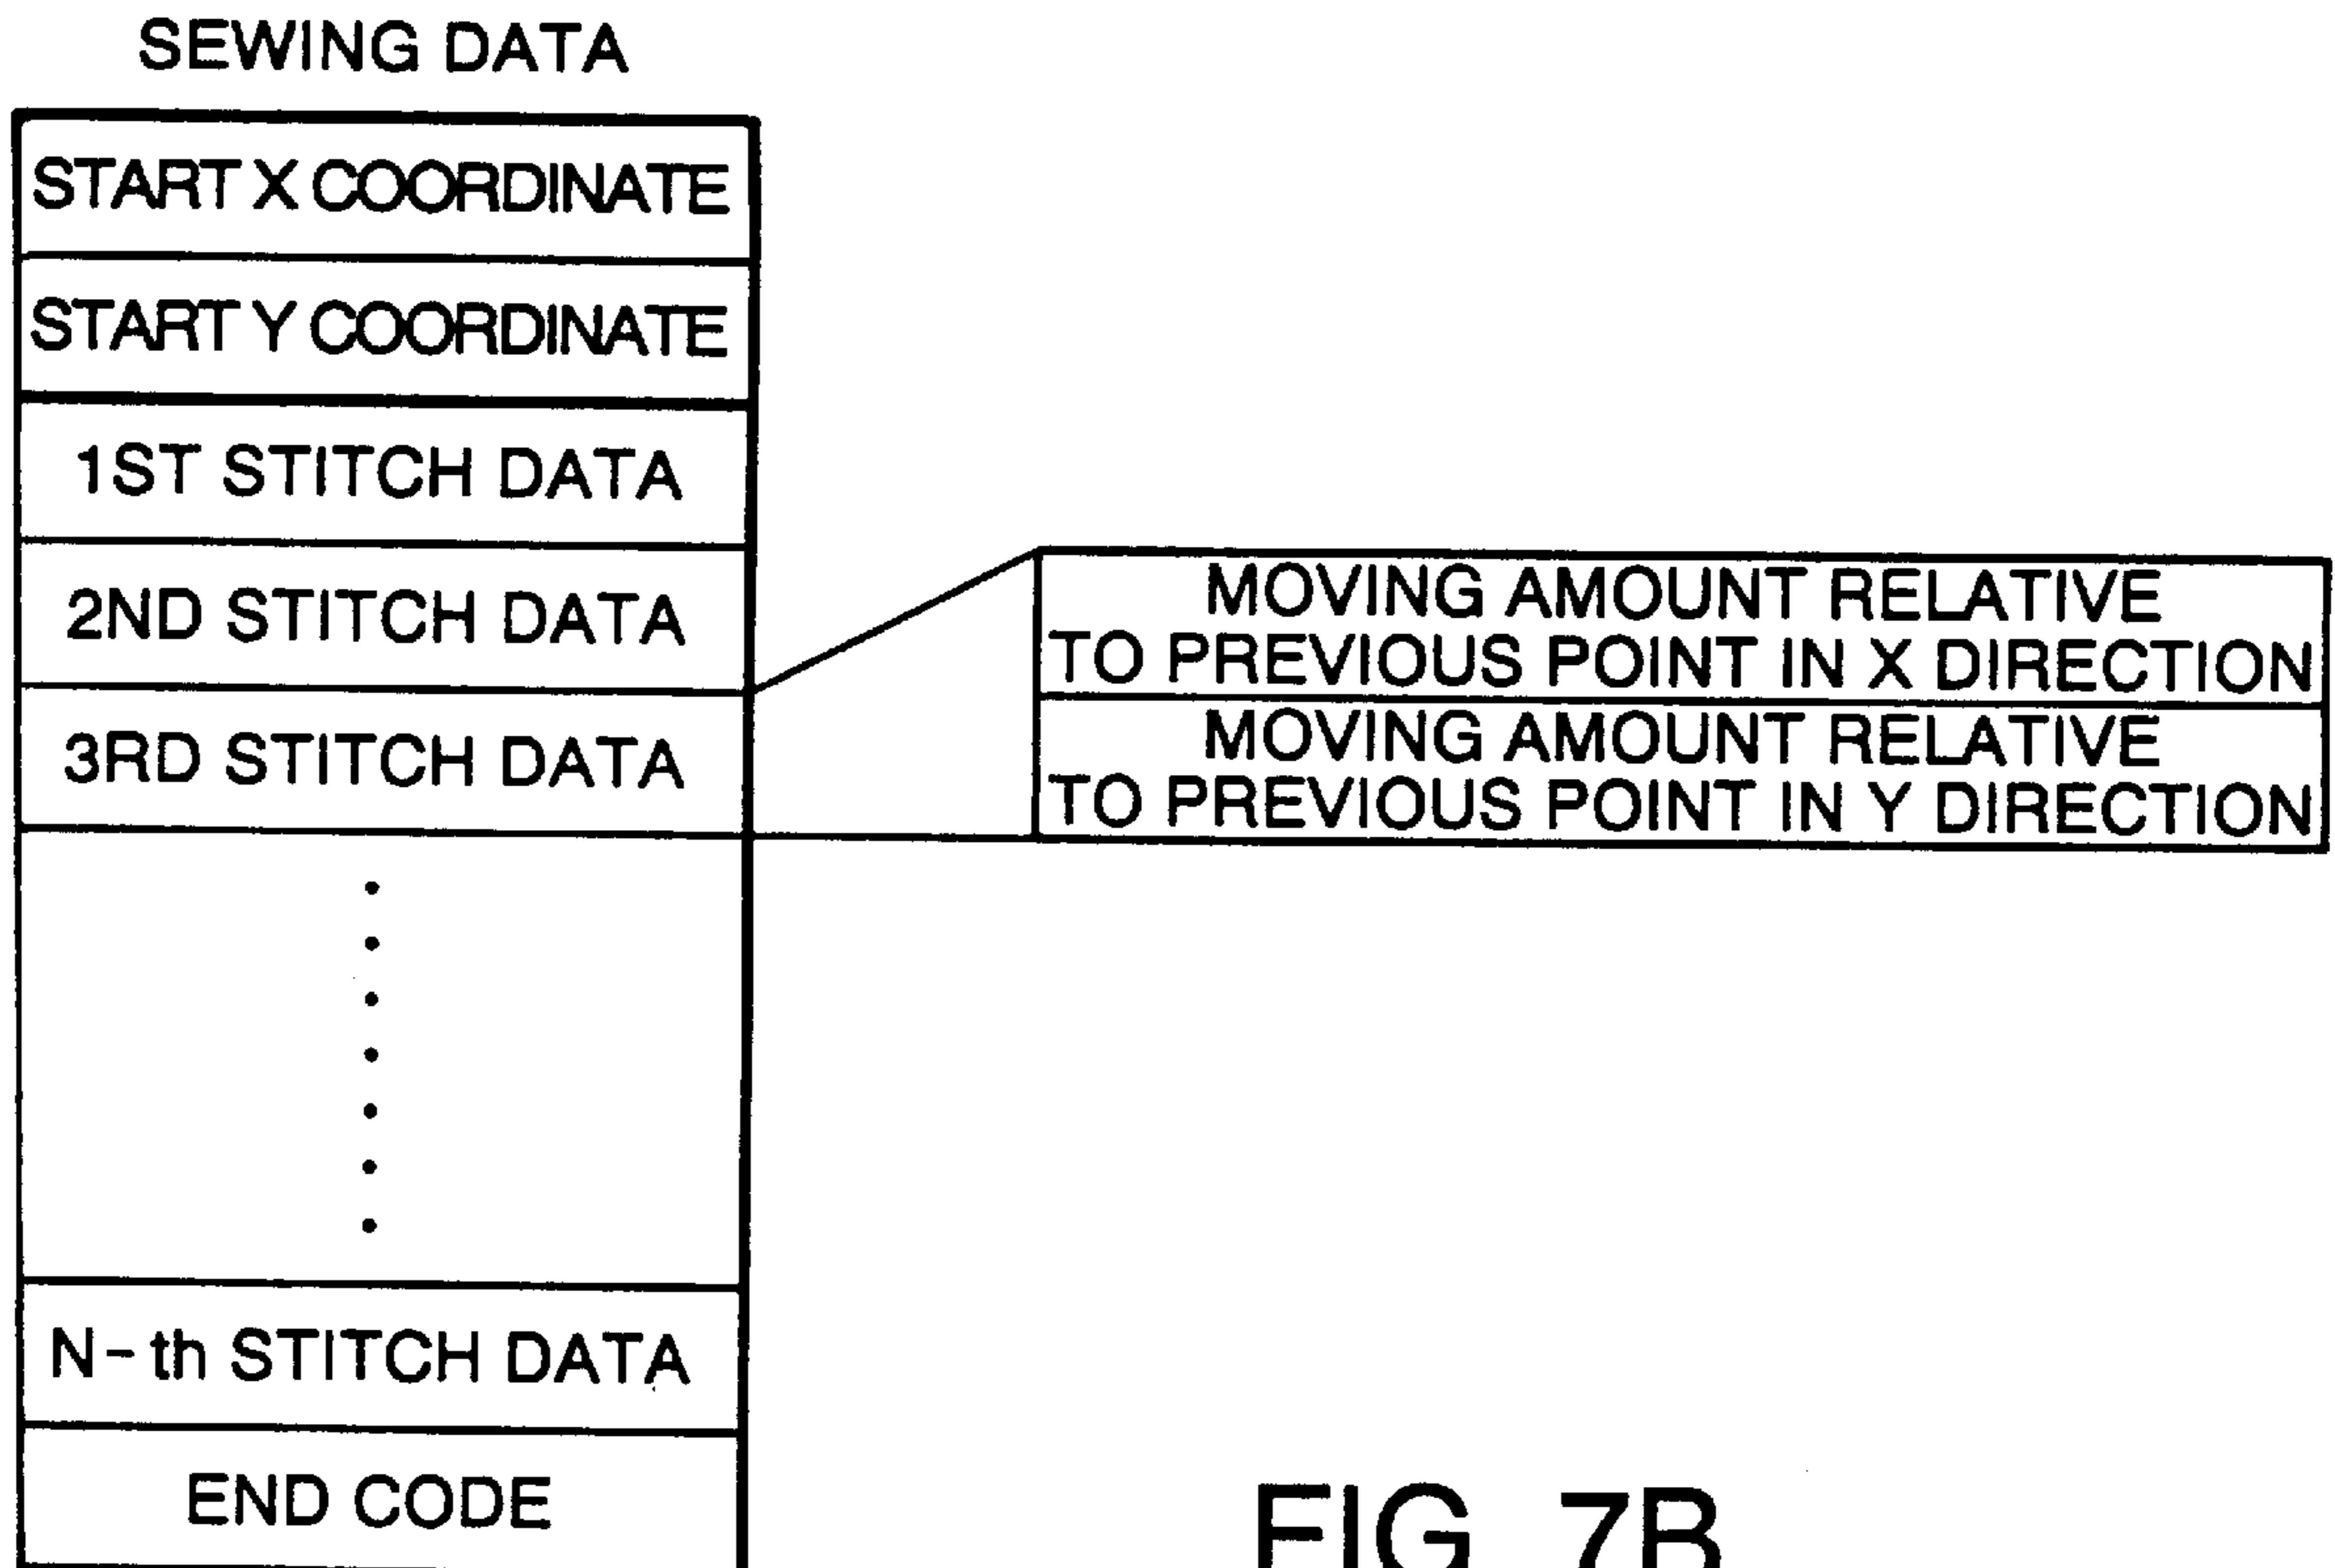 SEWING DATA
START X COORDINATE
START Y COORDINATE
1ST STITCH DATA
2ND STITCH DATA
3RD STITCH DATA
MOVING AMOUNT RELATIVE
TO PREVIOUS POINT IN X DIRECTION
MOVING AMOUNT RELATIVE
TO PREVIOUS POINT IN Y DIRECTION
N-th STITCH DATA
END CODE
FIG 7B